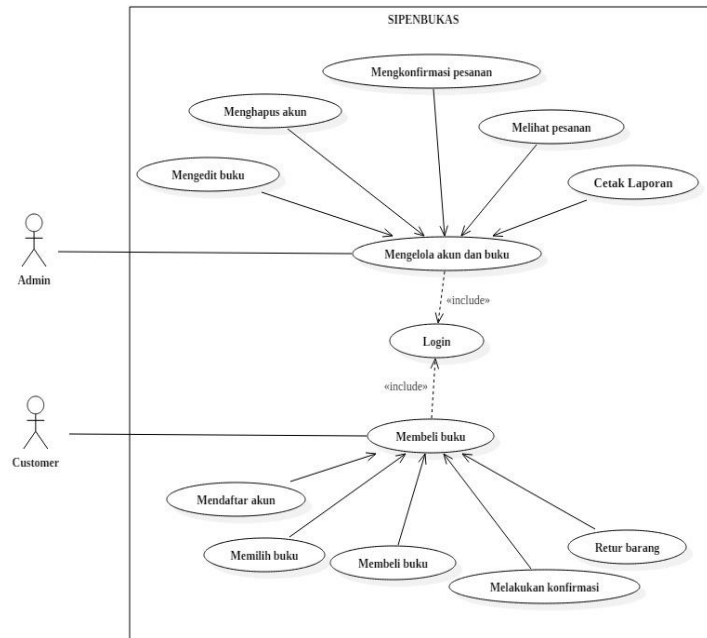 SIPENBUKAS
Mengkonfirmasi pesanan
Menghapus akun
Melihat pesanan
Mengedit buku
Cetak Laporan
Admin
Mengelola akun dan buku
«include»
Login
«include»
Customer
Membeli buku
Mendaftar akun
Memilih buku
Membeli buku
Melakukan konfirmasi
Retur barang